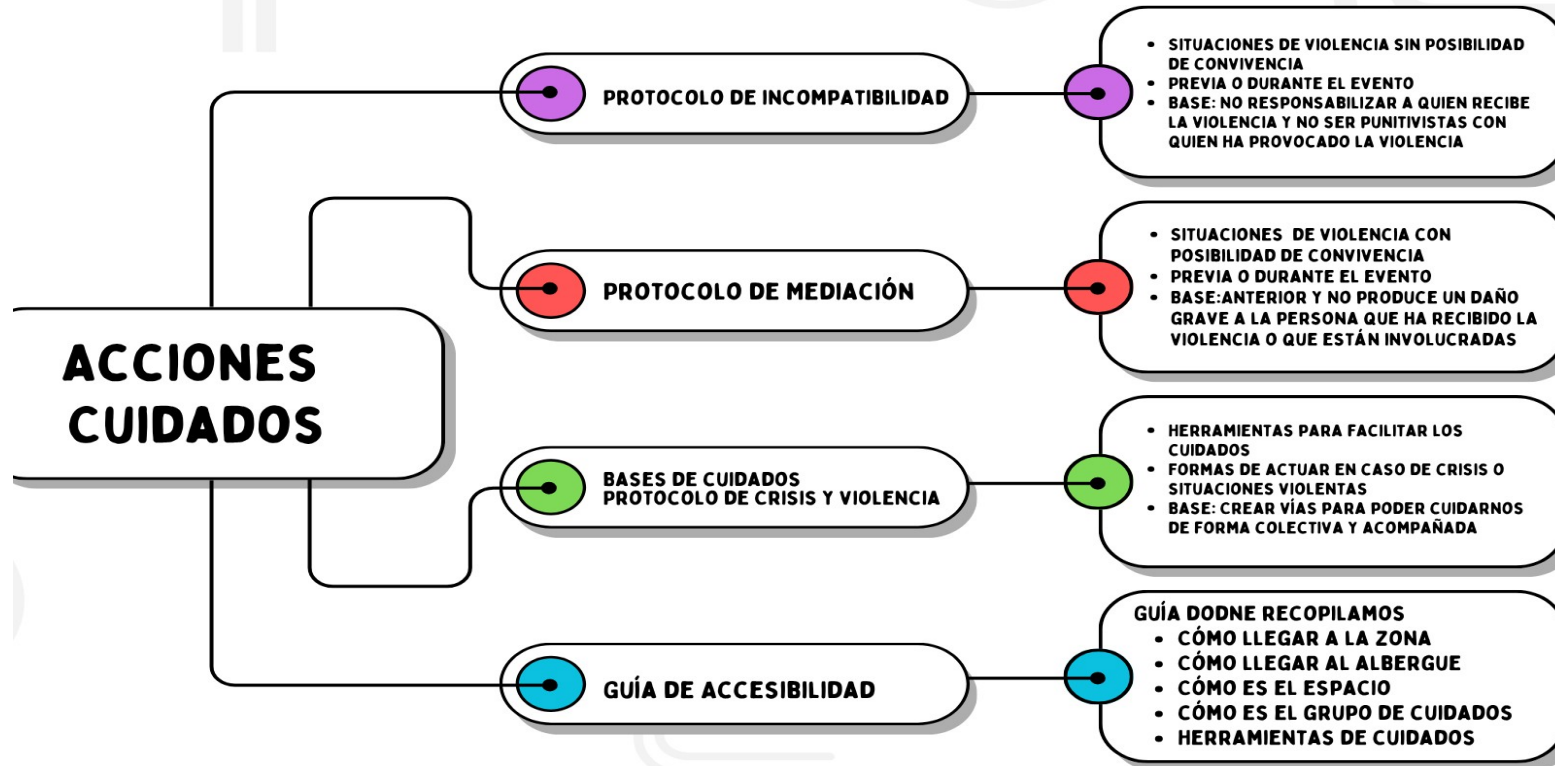 ACCIONES
CUIDADOS
PROTOCOLO DE INCOMPATIBILIDAD
• SITUACIONES DE VIOLENCIA SIN POSIBILIDAD
DE CONVIVENCIA
• PREVIA O DURANTE EL EVENTO
• BASE: NO RESPONSABILIZAR A QUIEN RECIBE
LA VIOLENCIA Y NO SER PUNITIVISTAS CON
QUIEN HA PROVOCADO LA VIOLENCIA
PROTOCOLO DE MEDIACIÓN
• SITUACIONES DE VIOLENCIA CON
POSIBILIDAD DE CONVIVENCIA
• PREVIA O DURANTE EL EVENTO
• BASE:ANTERIOR Y NO PRODUCE UN DAÑO
GRAVE A LA PERSONA QUE HA RECIBIDO LA
VIOLENCIA O QUE ESTÁN INVOLUCRADAS
BASES DE CUIDADOS
PROTOCOLO DE CRISIS Y VIOLENCIA
• HERRAMIENTAS PARA FACILITAR LOS
CUIDADOS
• FORMAS DE ACTUAR EN CASO DE CRISIS O
SITUACIONES VIOLENTAS
• BASE: CREAR VÍAS PARA PODER CUIDARNOS
DE FORMA COLECTIVA Y ACOMPAÑADA
GUÍA DE ACCESIBILIDAD
GUÍA DODNE RECOPILAMOS
• CÓMO LLEGAR A LA ZONA
• CÓMO LLEGAR AL ALBERGUE
• CÓMO ES EL ESPACIO
• CÓMO ES EL GRUPO DE CUIDADOS
• HERRAMIENTAS DE CUIDADOS